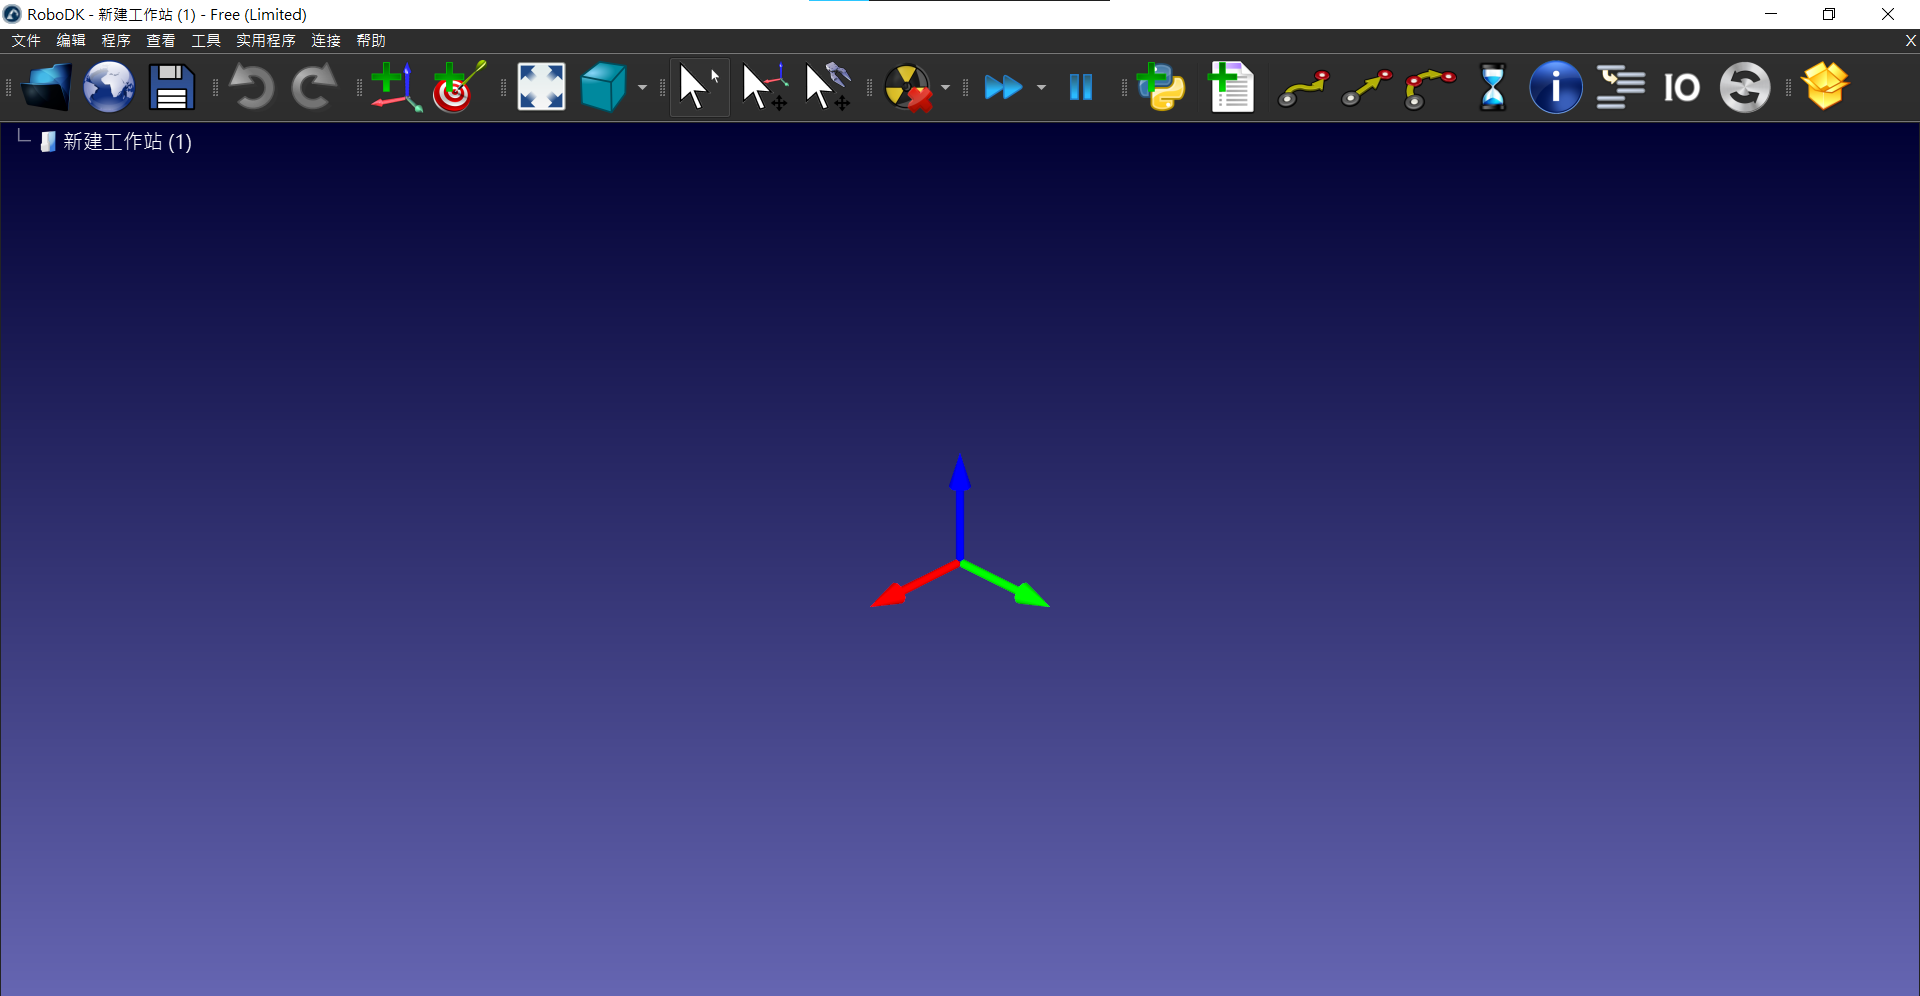 RoboDK - 新建工作站 (1) - Free (Limited)
文件 编辑 程序 查看 工具 实用程序 连接 帮助 X
i IO
新建工作站 (1)